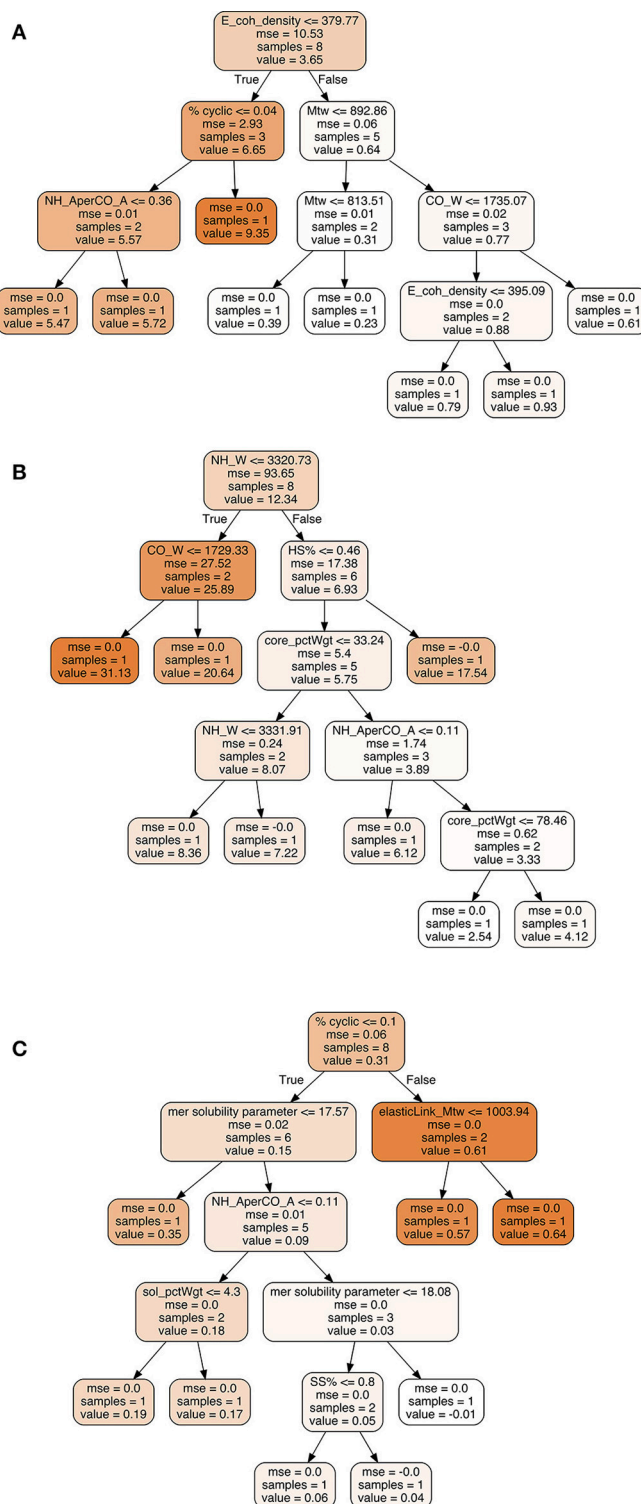 A
E_coh_density <= 379.77
mse = 10.53
samples = 8
value = 3.65
True
False
% cyclic <= 0.04
mse = 2.93
samples = 3
value = 6.65
Mtw <= 892.86
mse = 0.06
samples = 5
value = 0.64
NH_AperCO_A <= 0.36
mse = 0.01
samples = 2
value = 5.57
mse = 0.0
samples = 1
value = 9.35
Mtw <= 813.51
mse = 0.01
samples = 2
value = 0.31
CO_W <= 1735.07
mse = 0.02
samples = 3
value = 0.77
mse = 0.0
samples = 1
value = 5.47
mse = 0.0
samples = 1
value = 5.72
mse = 0.0
samples = 1
value = 0.39
mse = 0.0
samples = 1
value = 0.23
E_coh_density <= 395.09
mse = 0.0
samples = 2
value = 0.88
mse = 0.0
samples = 1
value = 0.61
mse = 0.0
samples = 1
value = 0.79
mse = 0.0
samples = 1
value = 0.93
B
NH_W <= 3320.73
mse = 93.65
samples = 8
value = 12.34
True
False
CO_W <= 1729.33
mse = 27.52
samples = 2
value = 25.89
HS% <= 0.46
mse = 17.38
samples = 6
value = 6.93
mse = 0.0
samples = 1
value = 31.13
mse = 0.0
samples = 1
value = 20.64
core_pctWgt <= 33.24
mse = 5.4
samples = 5
value = 5.75
mse = -0.0
samples = 1
value = 17.54
NH_W <= 3331.91
mse = 0.24
samples = 2
value = 8.07
NH_AperCO_A <= 0.11
mse = 1.74
samples = 3
value = 3.89
mse = 0.0
samples = 1
value = 8.36
mse = -0.0
samples = 1
value = 7.22
mse = 0.0
samples = 1
value = 6.12
core_pctWgt <= 78.46
mse = 0.62
samples = 2
value = 3.33
mse = 0.0
samples = 1
value = 2.54
mse = 0.0
samples = 1
value = 4.12
C
% cyclic <= 0.1
mse = 0.06
samples = 8
value = 0.31
True
False
mer solubility parameter <= 17.57
mse = 0.02
samples = 6
value = 0.15
elasticLink_Mtw <= 1003.94
mse = 0.0
samples = 2
value = 0.61
mse = 0.0
samples = 1
value = 0.35
NH_AperCO_A <= 0.11
mse = 0.01
samples = 5
value = 0.09
mse = 0.0
samples = 1
value = 0.57
mse = 0.0
samples = 1
value = 0.64
sol_pctWgt <= 4.3
mse = 0.0
samples = 2
value = 0.18
mer solubility parameter <= 18.08
mse = 0.0
samples = 3
value = 0.03
mse = 0.0
samples = 1
value = 0.19
mse = 0.0
samples = 1
value = 0.17
SS% <= 0.8
mse = 0.0
samples = 2
value = 0.05
mse = 0.0
samples = 1
value = -0.01
mse = 0.0
samples = 1
value = 0.06
mse = -0.0
samples = 1
value = 0.04